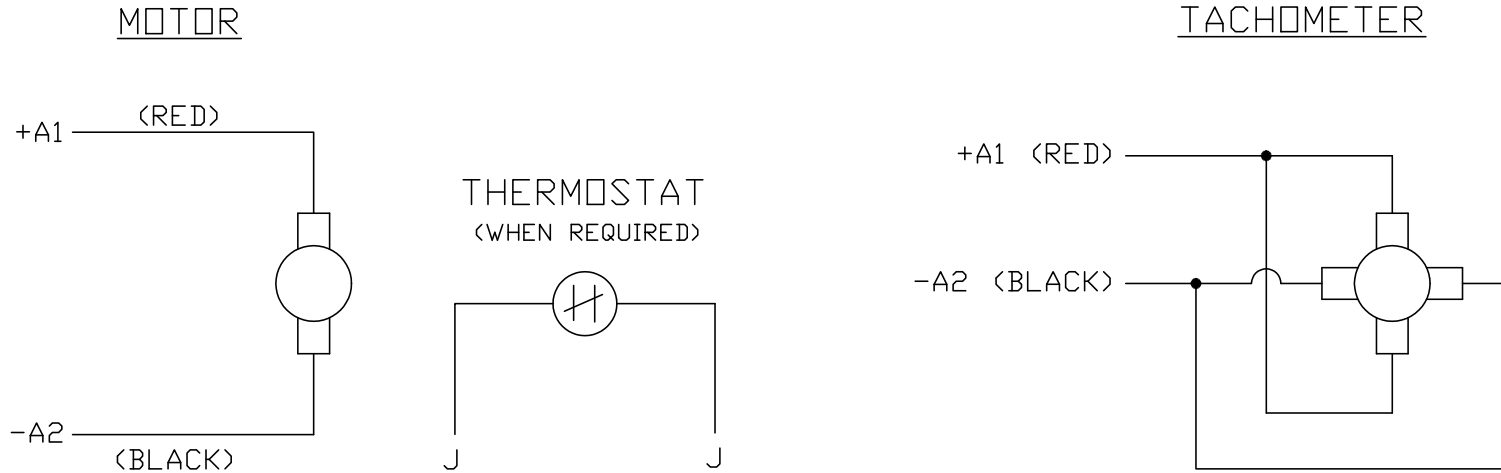 MOTOR
+A1
(RED)
-A2
(BLACK)
THERMOSTAT
(WHEN REQUIRED)
J
J
TACHOMETER
+A1 (RED)
-A2 (BLACK)